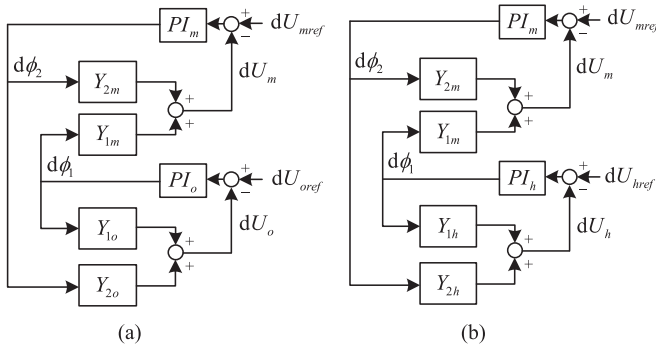 PI_m
+
−
dU_mref
dϕ_2
Y_2m
+
+
dU_m
Y_1m
dϕ_1
PI_o
+
−
dU_oref
Y_1o
+
+
dU_o
Y_2o
(a)
PI_m
+
−
dU_mref
dϕ_2
Y_2m
+
+
dU_m
Y_1m
dϕ_1
PI_h
+
−
dU_href
Y_1h
+
+
dU_h
Y_2h
(b)